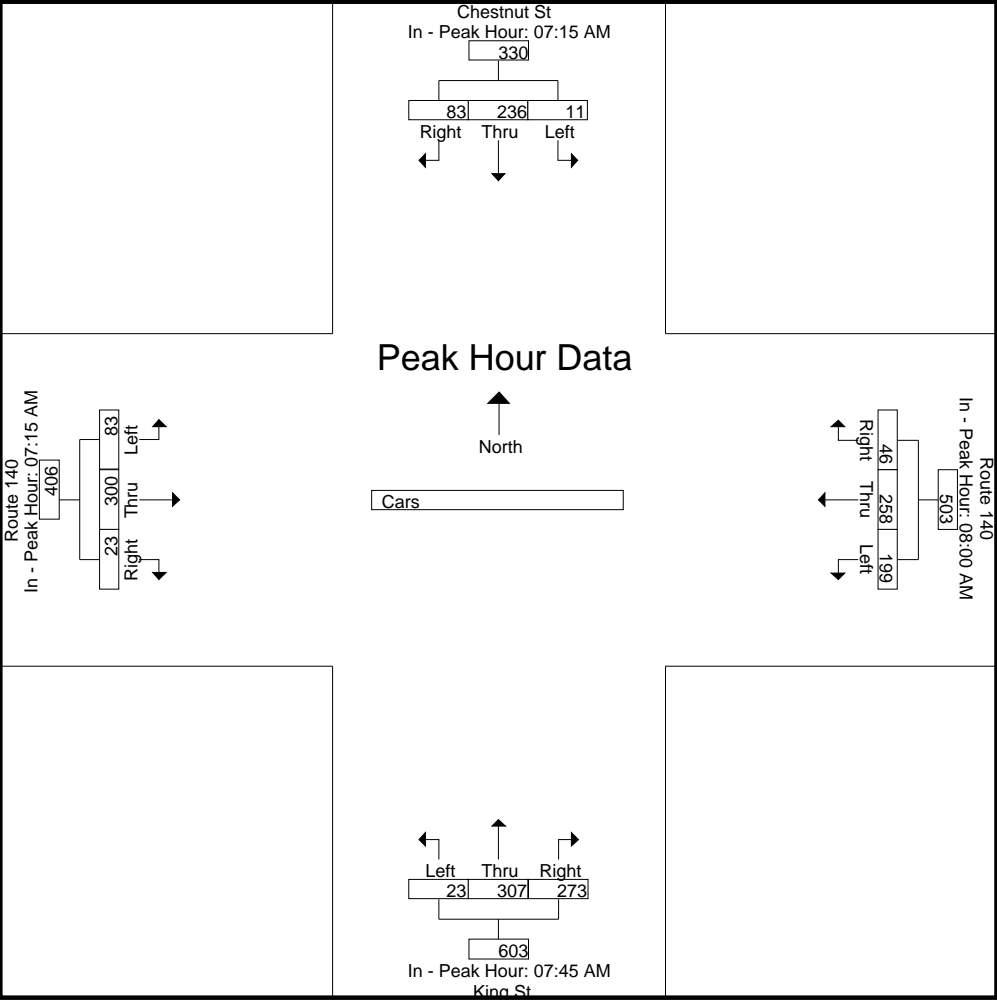 Chestnut St
In - Peak Hour: 07:15 AM
330
83 236 11
Right Thru Left
Peak Hour Data
North
Cars
Route 140
In - Peak Hour: 07:15 AM
406
83 300 23
Left Thru Right
Route 140
In - Peak Hour: 08:00 AM
503
46 258 199
Right Thru Left
Left Thru Right
23 307 273
603
In - Peak Hour: 07:45 AM
King St